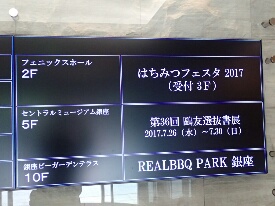 フェニックスホール
2F
はちみつフェスタ 2017
(受付 3F)
セントラルミュージアム銀座
5F
第36回 鷗友選抜書展
2017.7.26 (水) ～7.30 (日)
銀座ビーガーデンテラス
10F
REALBBQ PARK 銀座